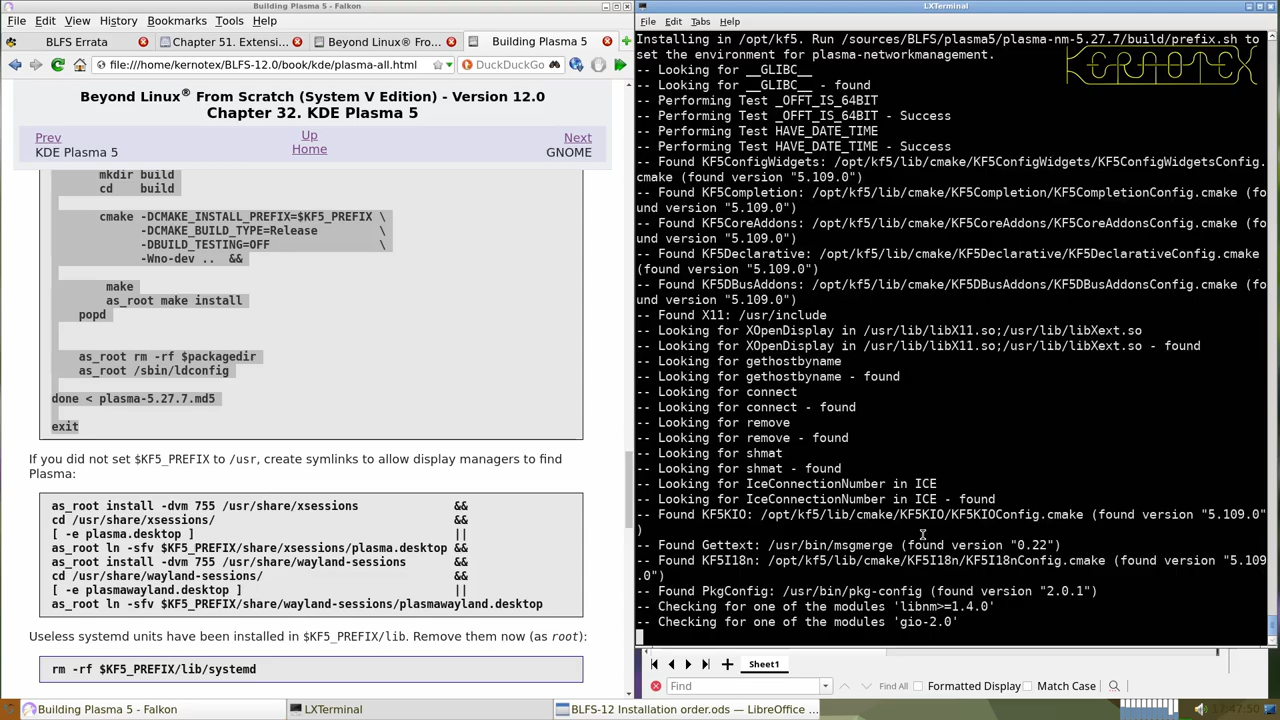 Building Plasma 5 - Falkon
File Edit View History Bookmarks Tools Help
BLFS Errata
Chapter 51. Extensi...
Beyond Linux® Fro...
Building Plasma 5
file:///home/kernotex/BLFS-12.0/book/kde/plasma-all.html
DuckDuckGo
Beyond Linux® From Scratch (System V Edition) - Version 12.0
Chapter 32. KDE Plasma 5
Prev
KDE Plasma 5
Up
Home
Next
GNOME
mkdir build
cd build
cmake -DCMAKE_INSTALL_PREFIX=$KF5_PREFIX \
-DCMAKE_BUILD_TYPE=Release \
-DBUILD_TESTING=OFF \
-Wno-dev .. &&
make
as_root make install
popd
as_root rm -rf $packagedir
as_root /sbin/ldconfig
done < plasma-5.27.7.md5
exit
If you did not set $KF5_PREFIX to /usr, create symlinks to allow display managers to find
Plasma:
as_root install -dvm 755 /usr/share/xsessions &&
cd /usr/share/xsessions/ &&
[ -e plasma.desktop ] ||
as_root ln -sfv $KF5_PREFIX/share/xsessions/plasma.desktop &&
as_root install -dvm 755 /usr/share/wayland-sessions &&
cd /usr/share/wayland-sessions/ &&
[ -e plasmawayland.desktop ] ||
as_root ln -sfv $KF5_PREFIX/share/wayland-sessions/plasmawayland.desktop
Useless systemd units have been installed in $KF5_PREFIX/lib. Remove them now (as root):
rm -rf $KF5_PREFIX/lib/systemd
LXTerminal
File Edit Tabs Help
Installing in /opt/kf5. Run /sources/BLFS/plasma5/plasma-nm-5.27.7/build/prefix.sh to
set the environment for plasma-networkmanagement.
KERNOTEX
-- Looking for __GLIBC__
-- Looking for __GLIBC__ - found
-- Performing Test _OFFT_IS_64BIT
-- Performing Test _OFFT_IS_64BIT - Success
-- Performing Test HAVE_DATE_TIME
-- Performing Test HAVE_DATE_TIME - Success
-- Found KF5ConfigWidgets: /opt/kf5/lib/cmake/KF5ConfigWidgets/KF5ConfigWidgetsConfig.
cmake (found version "5.109.0")
-- Found KF5Completion: /opt/kf5/lib/cmake/KF5Completion/KF5CompletionConfig.cmake (fo
und version "5.109.0")
-- Found KF5CoreAddons: /opt/kf5/lib/cmake/KF5CoreAddons/KF5CoreAddonsConfig.cmake (fo
und version "5.109.0")
-- Found KF5Declarative: /opt/kf5/lib/cmake/KF5Declarative/KF5DeclarativeConfig.cmake
(found version "5.109.0")
-- Found KF5DBusAddons: /opt/kf5/lib/cmake/KF5DBusAddons/KF5DBusAddonsConfig.cmake (fo
und version "5.109.0")
-- Found X11: /usr/include
-- Looking for XOpenDisplay in /usr/lib/libX11.so;/usr/lib/libXext.so
-- Looking for XOpenDisplay in /usr/lib/libX11.so;/usr/lib/libXext.so - found
-- Looking for gethostbyname
-- Looking for gethostbyname - found
-- Looking for connect
-- Looking for connect - found
-- Looking for remove
-- Looking for remove - found
-- Looking for shmat
-- Looking for shmat - found
-- Looking for IceConnectionNumber in ICE
-- Looking for IceConnectionNumber in ICE - found
-- Found KF5KIO: /opt/kf5/lib/cmake/KF5KIO/KF5KIOConfig.cmake (found version "5.109.0"
)
-- Found Gettext: /usr/bin/msgmerge (found version "0.22")
-- Found KF5I18n: /opt/kf5/lib/cmake/KF5I18n/KF5I18nConfig.cmake (found version "5.109
.0")
-- Found PkgConfig: /usr/bin/pkg-config (found version "2.0.1")
-- Checking for one of the modules 'libnm>=1.4.0'
-- Checking for one of the modules 'gio-2.0'
Sheet1
Find
Find All
Formatted Display
Match Case
Building Plasma 5 - Falkon
LXTerminal
BLFS-12 Installation order.ods — LibreOffice ...
17:47:50